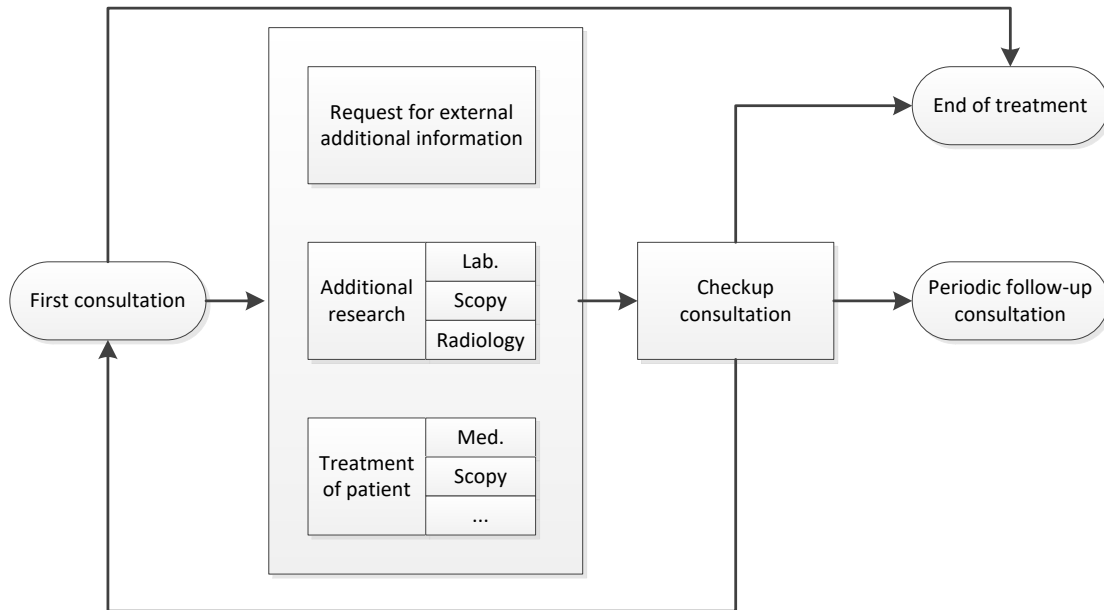 First consultation
Request for external
additional information
Additional
research
Lab.
Scopy
Radiology
Treatment
of patient
Med.
Scopy
...
Checkup
consultation
End of treatment
Periodic follow-up
consultation